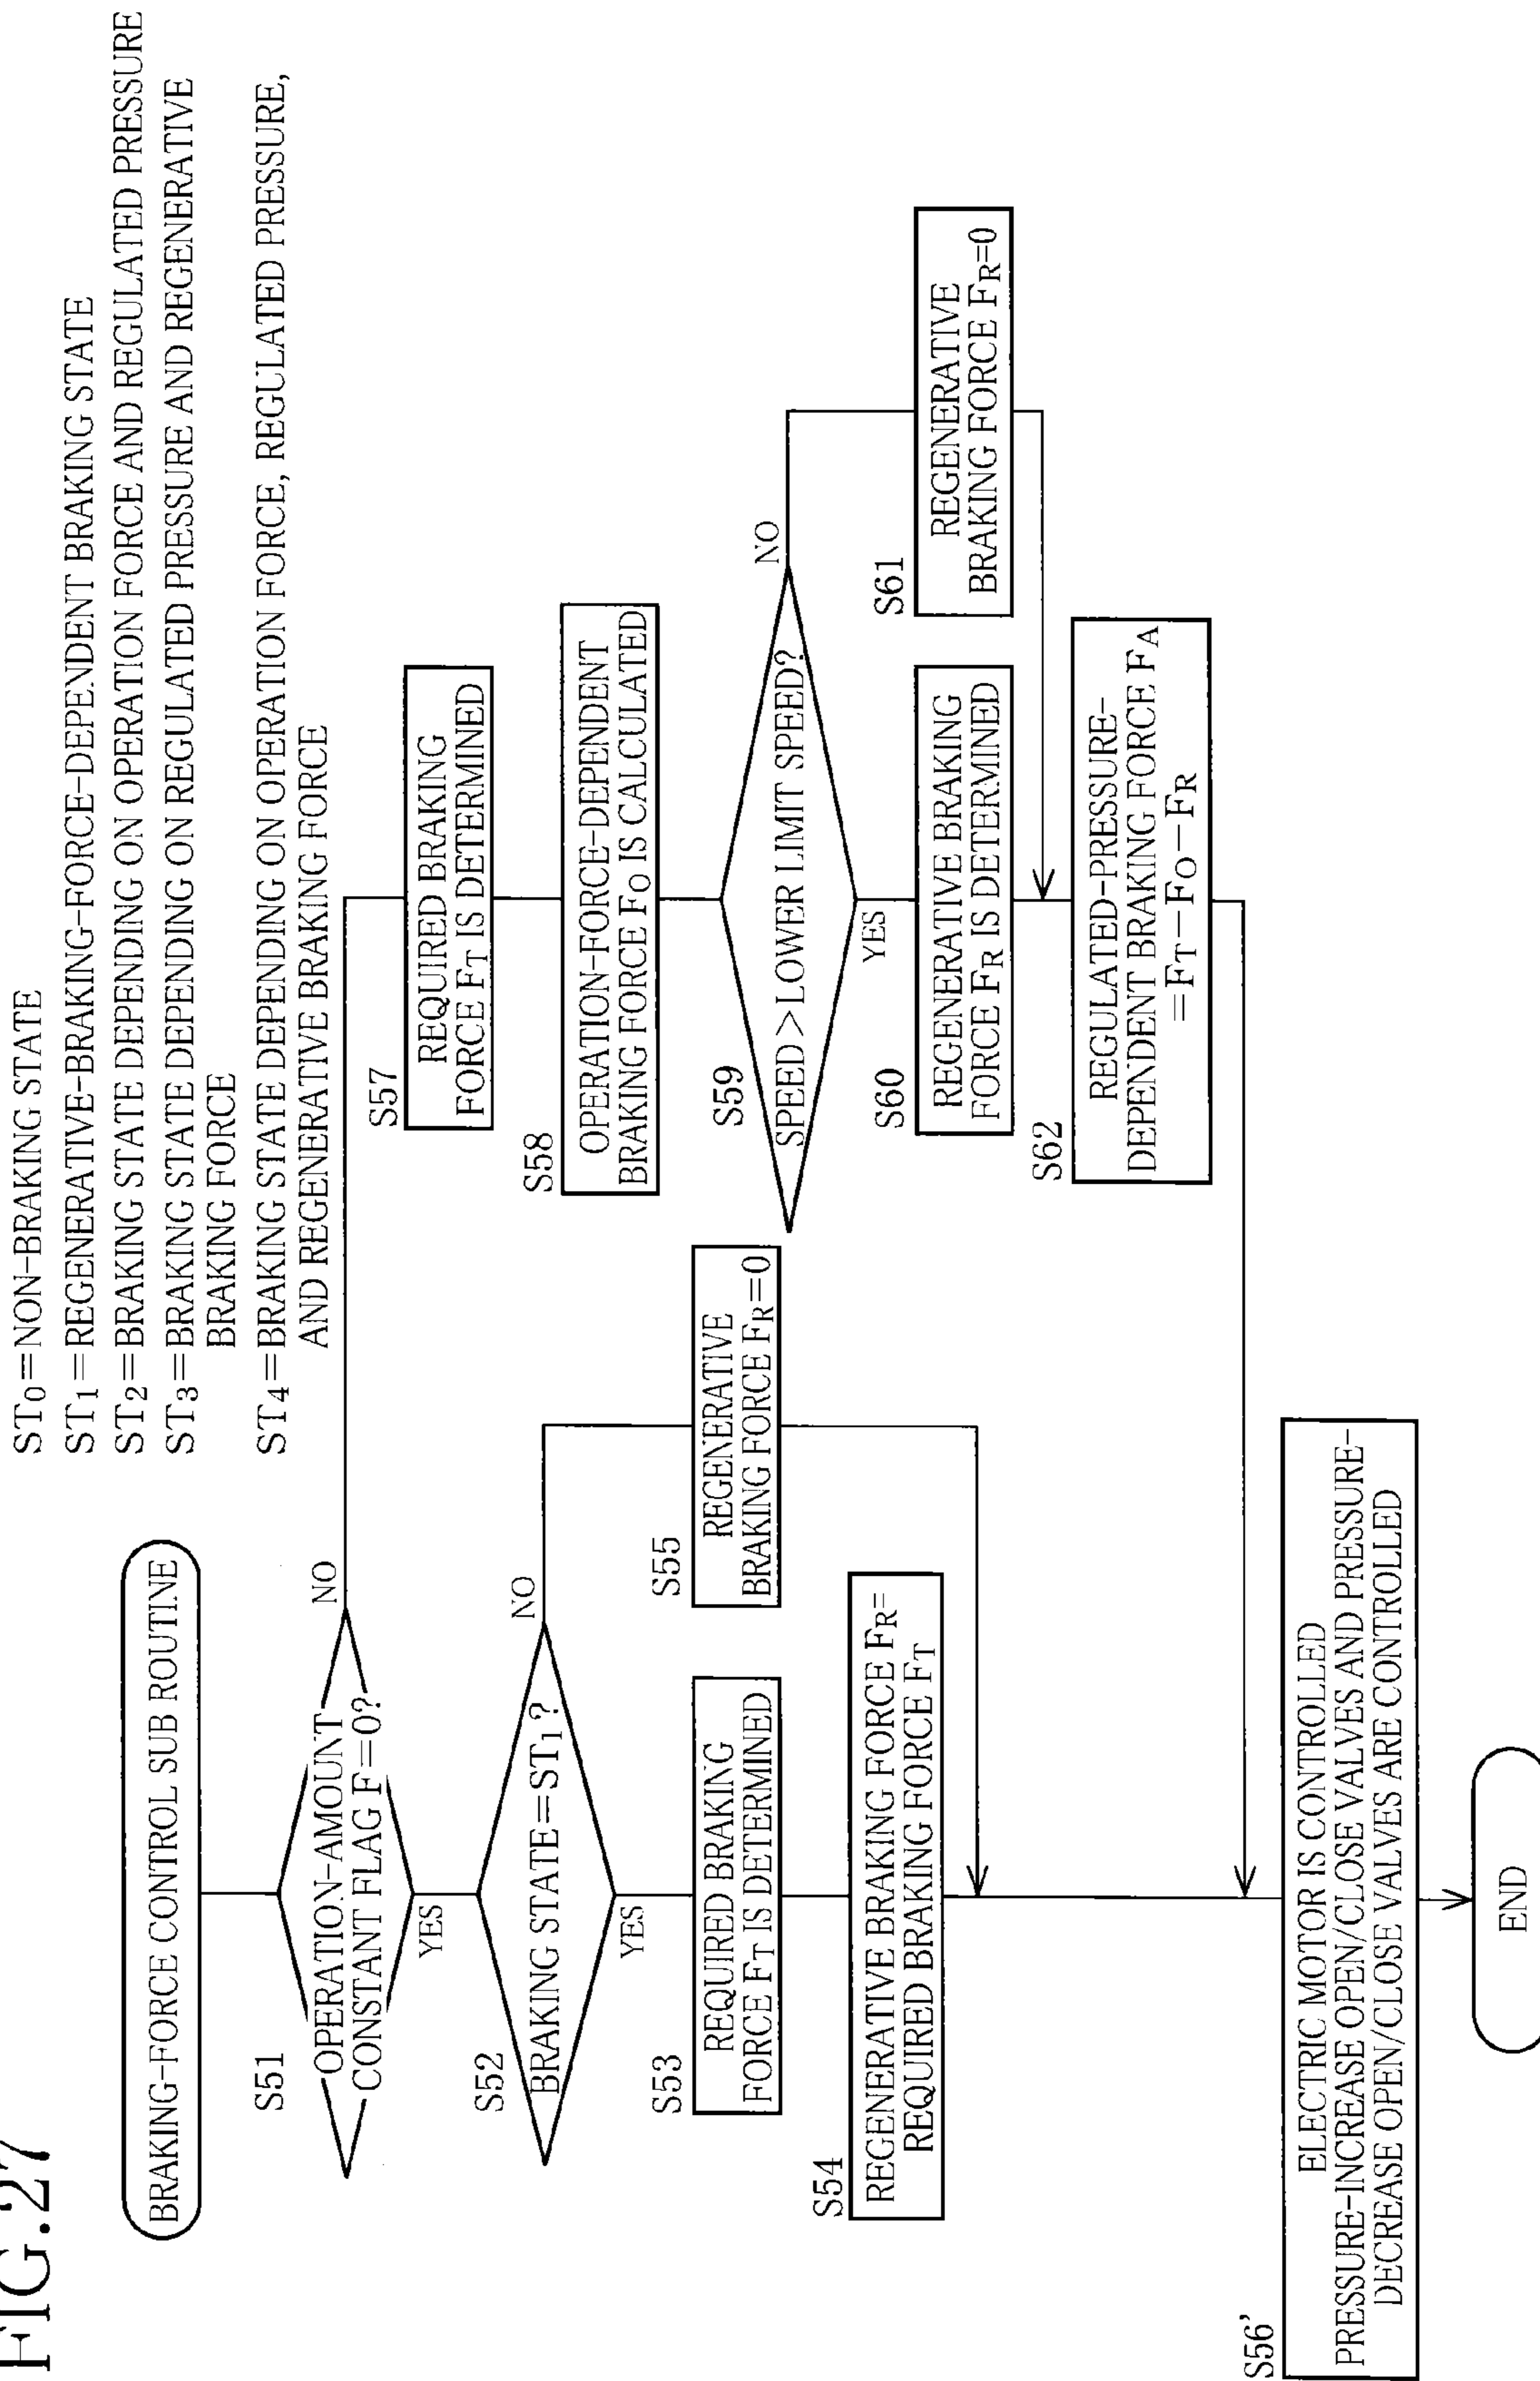 FIG.27
ST0=NON-BRAKING STATE
ST1=REGENERATIVE-BRAKING-FORCE-DEPENDENT BRAKING STATE
ST2=BRAKING STATE DEPENDING ON OPERATION FORCE AND REGULATED PRESSURE
ST3=BRAKING STATE DEPENDING ON REGULATED PRESSURE AND REGENERATIVE
BRAKING FORCE
ST4=BRAKING STATE DEPENDING ON OPERATION FORCE, REGULATED PRESSURE,
AND REGENERATIVE BRAKING FORCE
BRAKING-FORCE CONTROL SUB ROUTINE
S51
OPERATION-AMOUNT
CONSTANT FLAG F=0?
NO
YES
S52
BRAKING STATE=ST1?
NO
YES
S53
REQUIRED BRAKING
FORCE FT IS DETERMINED
S54
REGENERATIVE BRAKING FORCE FR=
REQUIRED BRAKING FORCE FT
S55
REGENERATIVE
BRAKING FORCE FR=0
S57
REQUIRED BRAKING
FORCE FT IS DETERMINED
S58
OPERATION-FORCE-DEPENDENT
BRAKING FORCE FO IS CALCULATED
S59
SPEED>LOWER LIMIT SPEED?
NO
YES
S60
REGENERATIVE BRAKING
FORCE FR IS DETERMINED
S61
REGENERATIVE
BRAKING FORCE FR=0
S62
REGULATED-PRESSURE-
DEPENDENT BRAKING FORCE FA
=FT-FO-FR
S56'
ELECTRIC MOTOR IS CONTROLLED
PRESSURE-INCREASE OPEN/CLOSE VALVES AND PRESSURE-
DECREASE OPEN/CLOSE VALVES ARE CONTROLLED
END